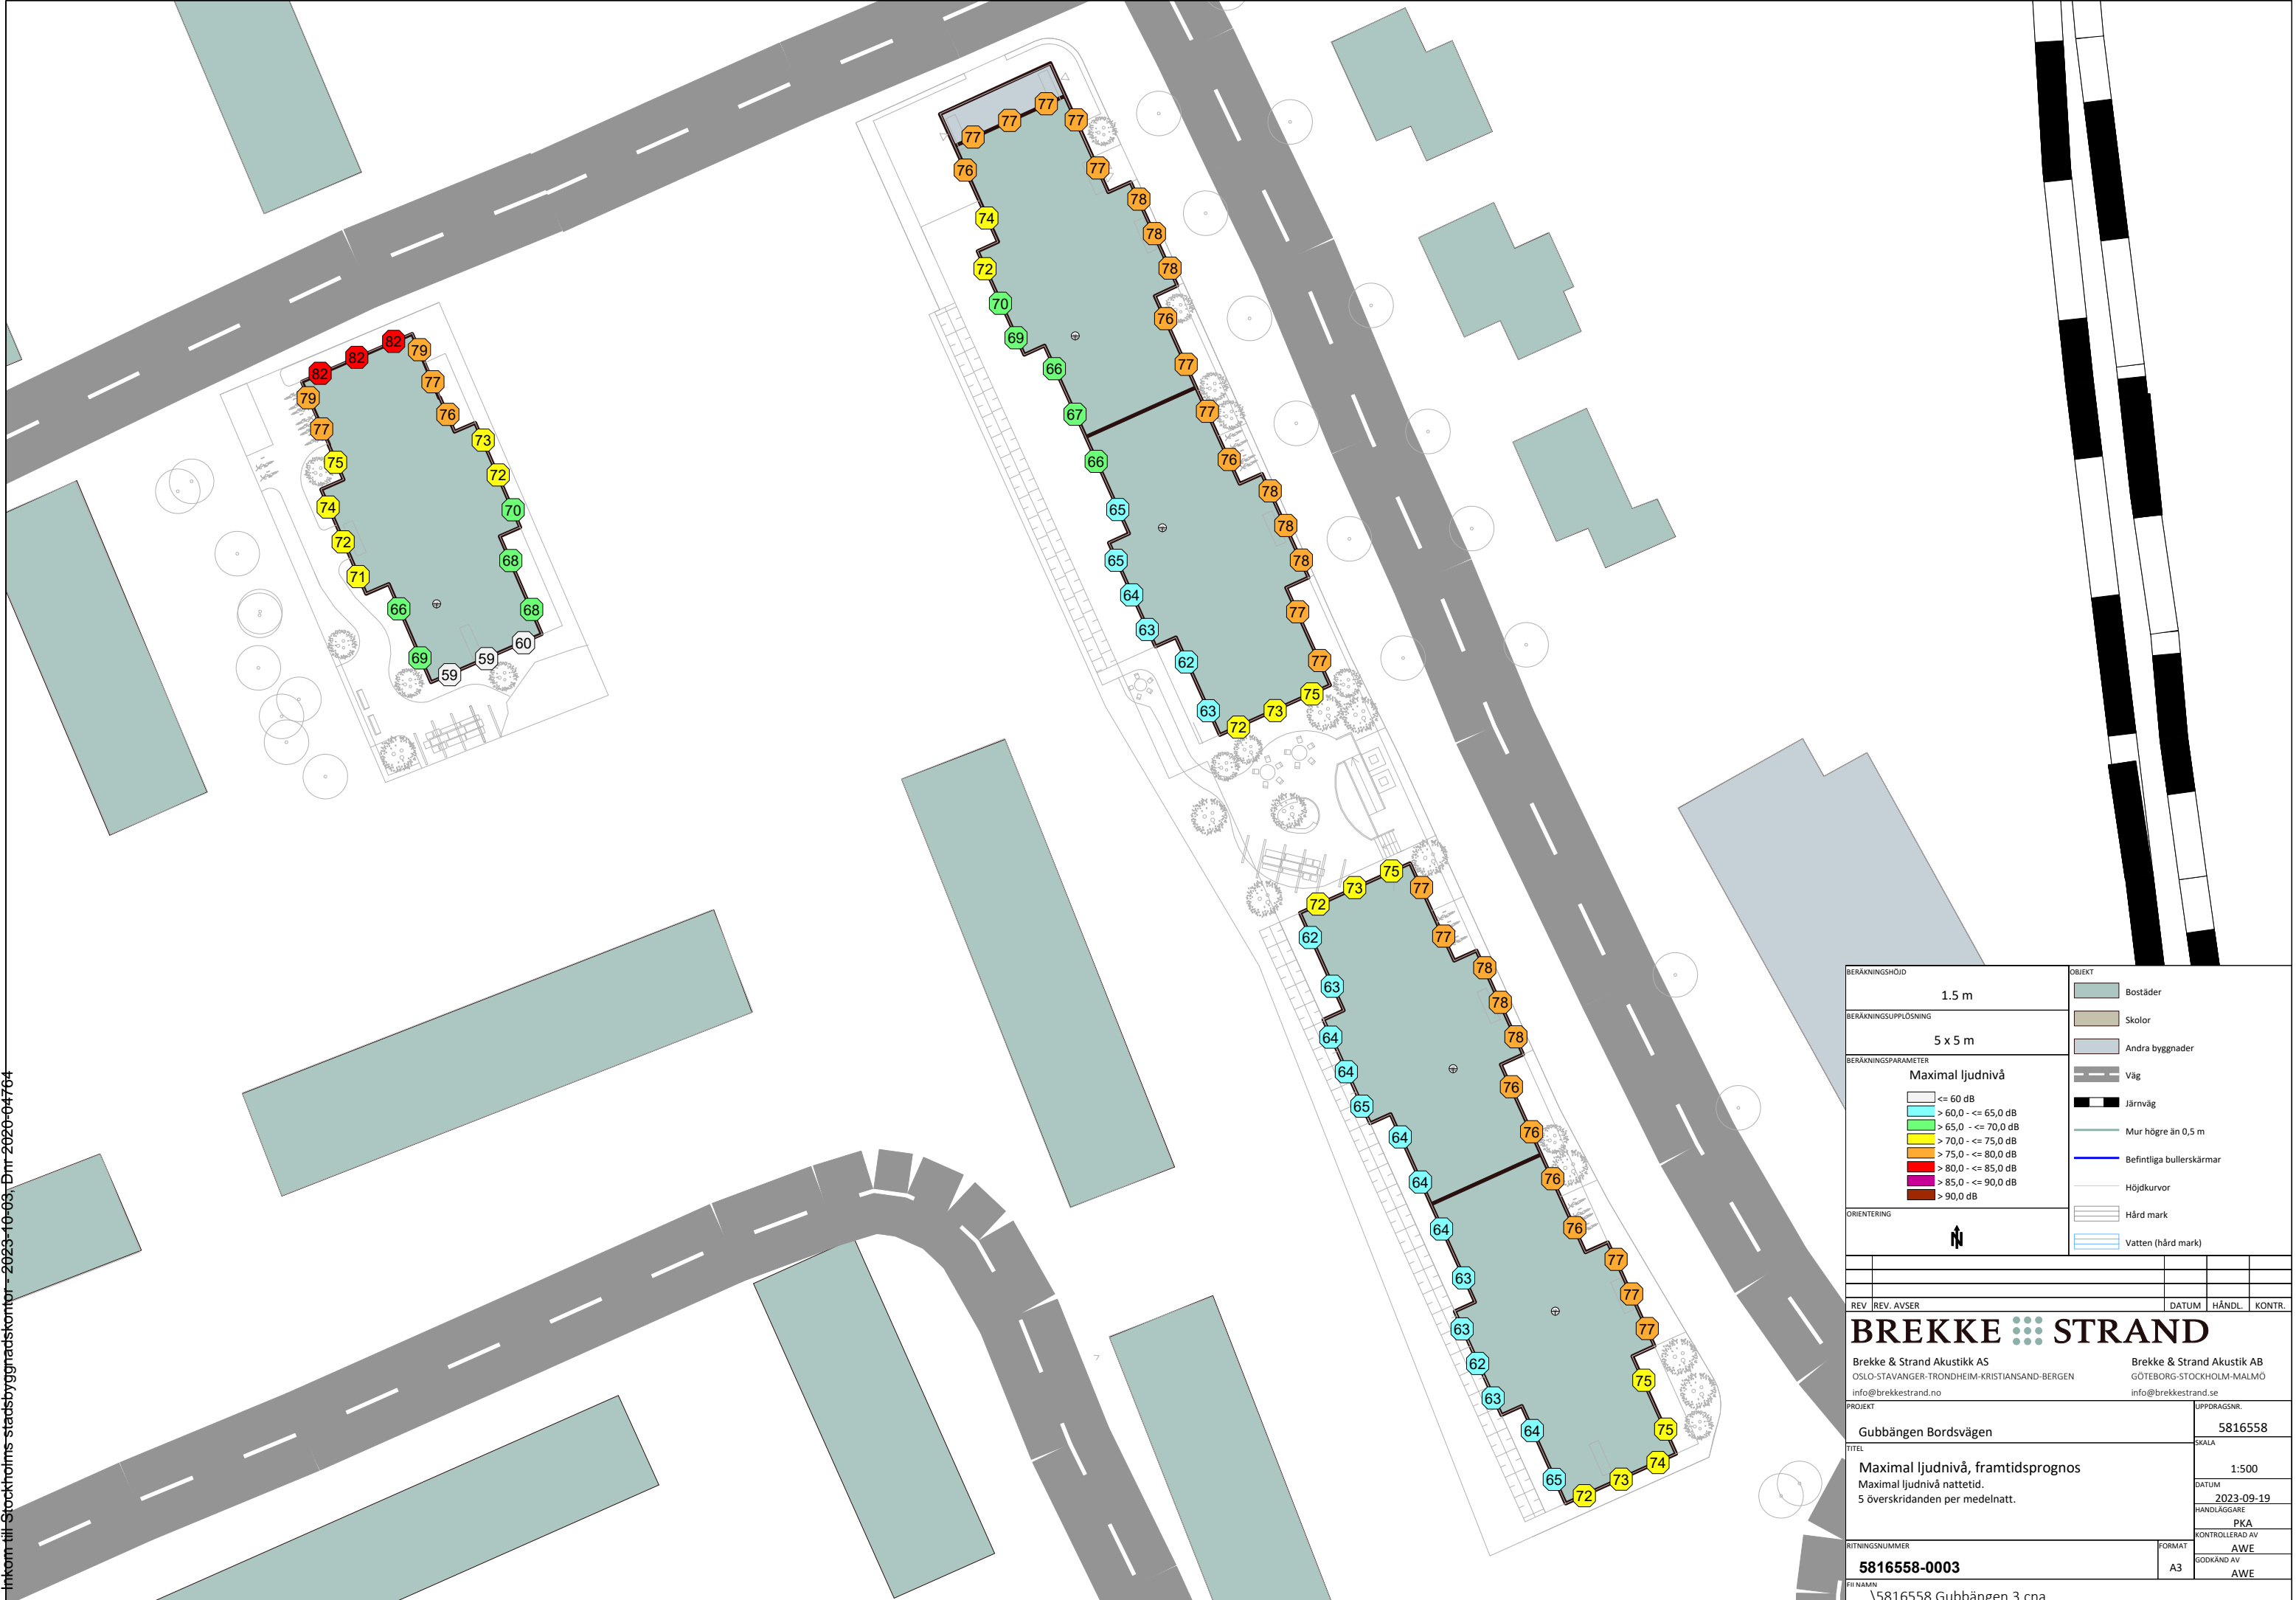 Inkom till Stockholms stadsbyggnadskontor - 2023-10-03, Dnr 2020-04764
82
82
82
79
77
76
73
72
70
68
68
60
59
59
69
66
71
72
74
75
77
79
77
77
77
77
77
78
78
78
76
77
77
76
78
78
78
77
77
75
73
72
63
62
63
64
65
65
66
67
66
69
70
72
74
76
72
73
75
77
77
78
78
78
76
76
76
76
77
77
77
75
75
74
73
72
65
64
63
62
63
63
64
64
64
65
64
64
63
62
BERÄKNINGSHÖJD
1.5 m
BERÄKNINGSUPPLÖSNING
5 x 5 m
BERÄKNINGSPARAMETER
Maximal ljudnivå
<= 60 dB
> 60,0 - <= 65,0 dB
> 65,0 - <= 70,0 dB
> 70,0 - <= 75,0 dB
> 75,0 - <= 80,0 dB
> 80,0 - <= 85,0 dB
> 85,0 - <= 90,0 dB
> 90,0 dB
ORIENTERING
N
OBJEKT
Bostäder
Skolor
Andra byggnader
Väg
Järnväg
Mur högre än 0,5 m
Befintliga bullerskärmar
Höjdkurvor
Hård mark
Vatten (hård mark)
REV REV. AVSER DATUM HÅNDL. KONTR.
BREKKE STRAND
Brekke & Strand Akustikk AS
OSLO-STAVANGER-TRONDHEIM-KRISTIANSAND-BERGEN
info@brekkestrand.no
Brekke & Strand Akustik AB
GÖTEBORG-STOCKHOLM-MALMÖ
info@brekkestrand.se
PROJEKT
Gubbängen Bordsvägen
UPPDRAGSNR.
5816558
TITEL
Maximal ljudnivå, framtidsprognos
Maximal ljudnivå nattetid.
5 överskridanden per medelnatt.
SKALA
1:500
DATUM
2023-09-19
HANDLÄGGARE
PKA
KONTROLLERAD AV
AWE
GODKÄND AV
AWE
RITNINGSNUMMER
5816558-0003
FORMAT
A3
FILNAMN
\5816558 Gubbängen 3.cna